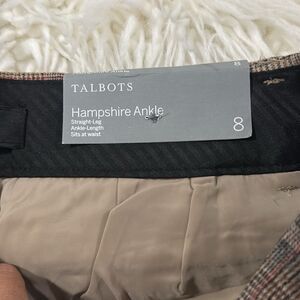 TALBOTS
Hampshire Ankle
Straight-Leg
Ankle-Length
Sits at waist
8